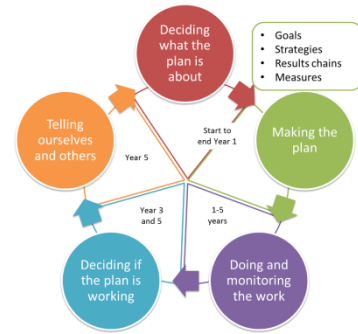 Deciding
what the
plan is
about
• Goals
• Strategies
• Results chains
• Measures
Making the
plan
Start to
end Year 1
Telling
ourselves
and others
Year 5
Year 3
and 5
1-5
years
Doing and
monitoring
the work
Deciding if
the plan is
working